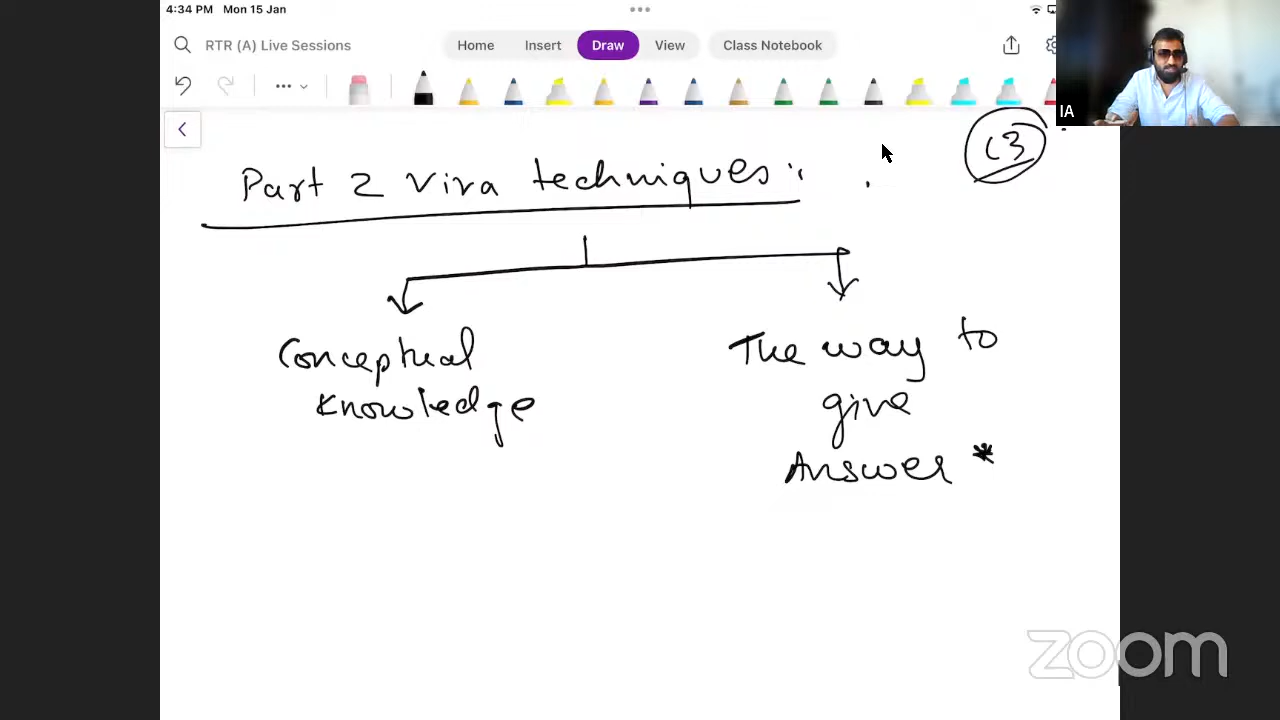 4:34 PM Mon 15 Jan
RTR (A) Live Sessions
Home Insert Draw View Class Notebook
IA
Part 2 Viva techniques :
Conceptual
Knowledge
The way to
give
Answer *
zoom